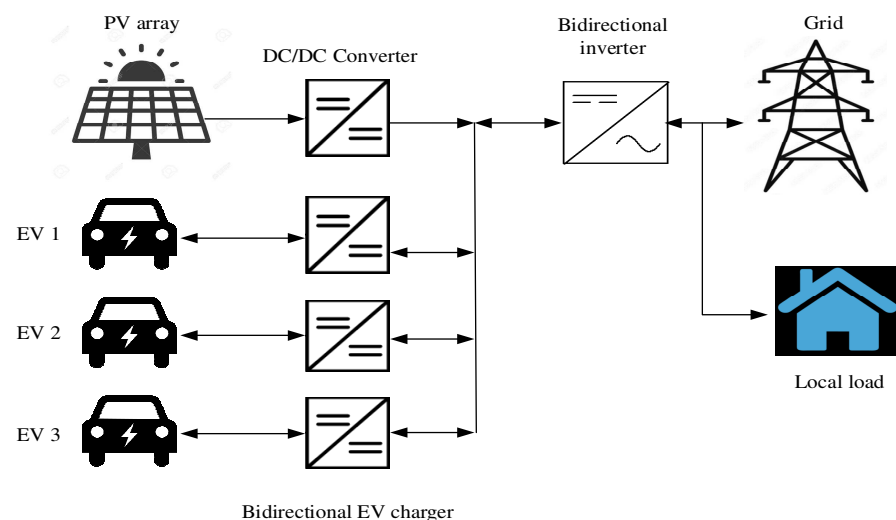 PV array
DC/DC Converter
Bidirectional
inverter
Grid
EV 1
EV 2
EV 3
Local load
Bidirectional EV charger